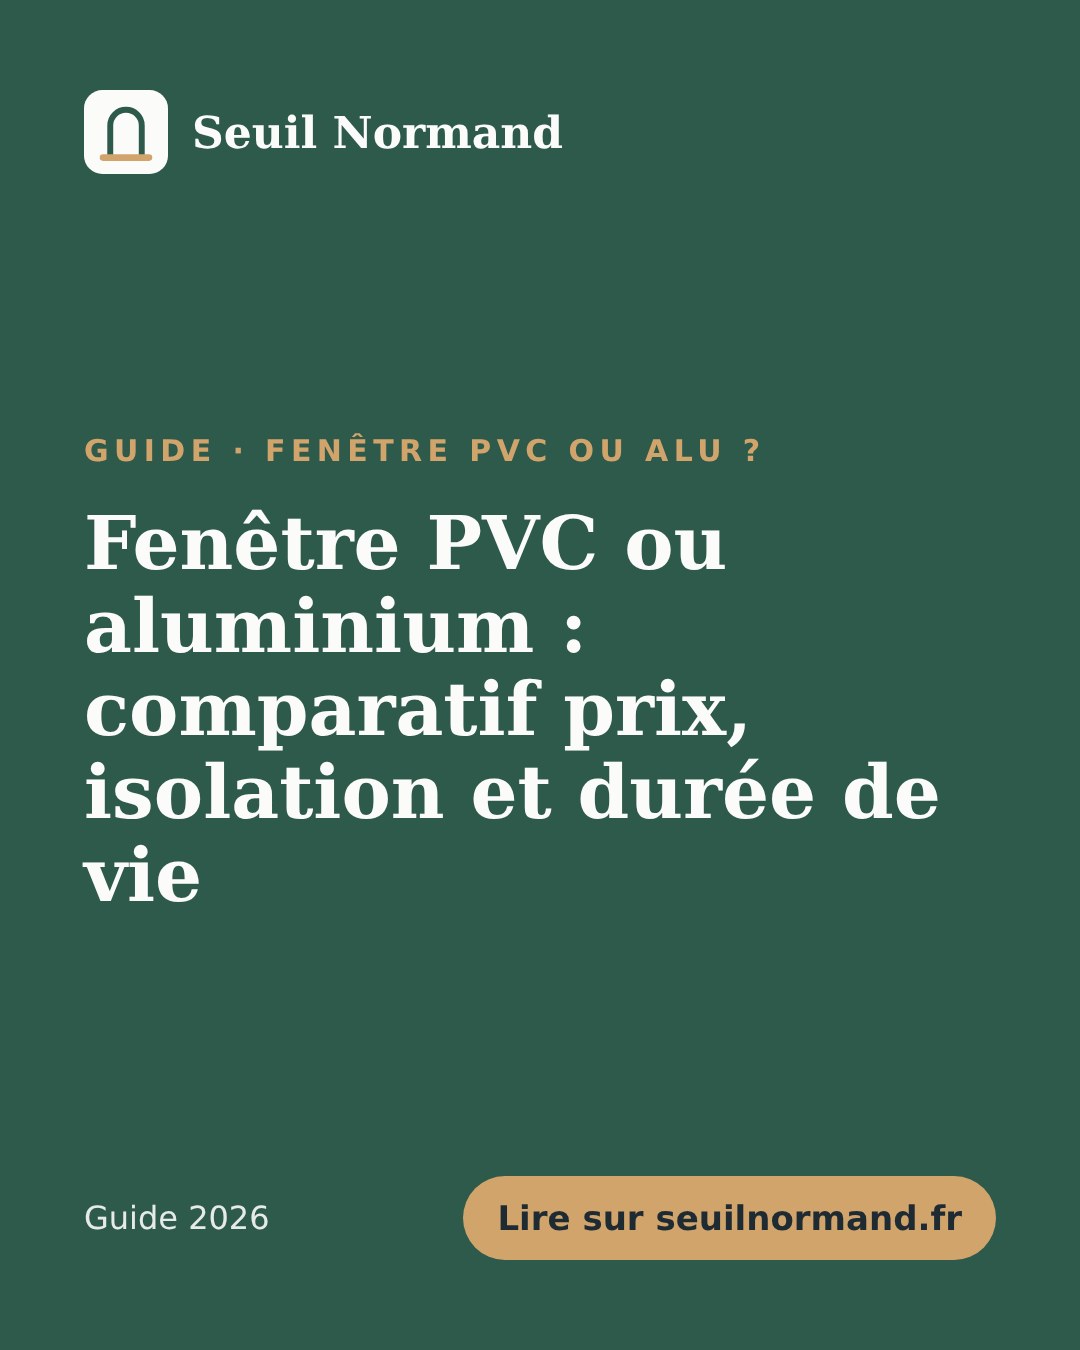 Seuil Normand
GUIDE · FENÊTRE PVC OU ALU ?
Fenêtre PVC ou
aluminium :
comparatif prix,
isolation et durée de
vie
Guide 2026
Lire sur seuilnormand.fr